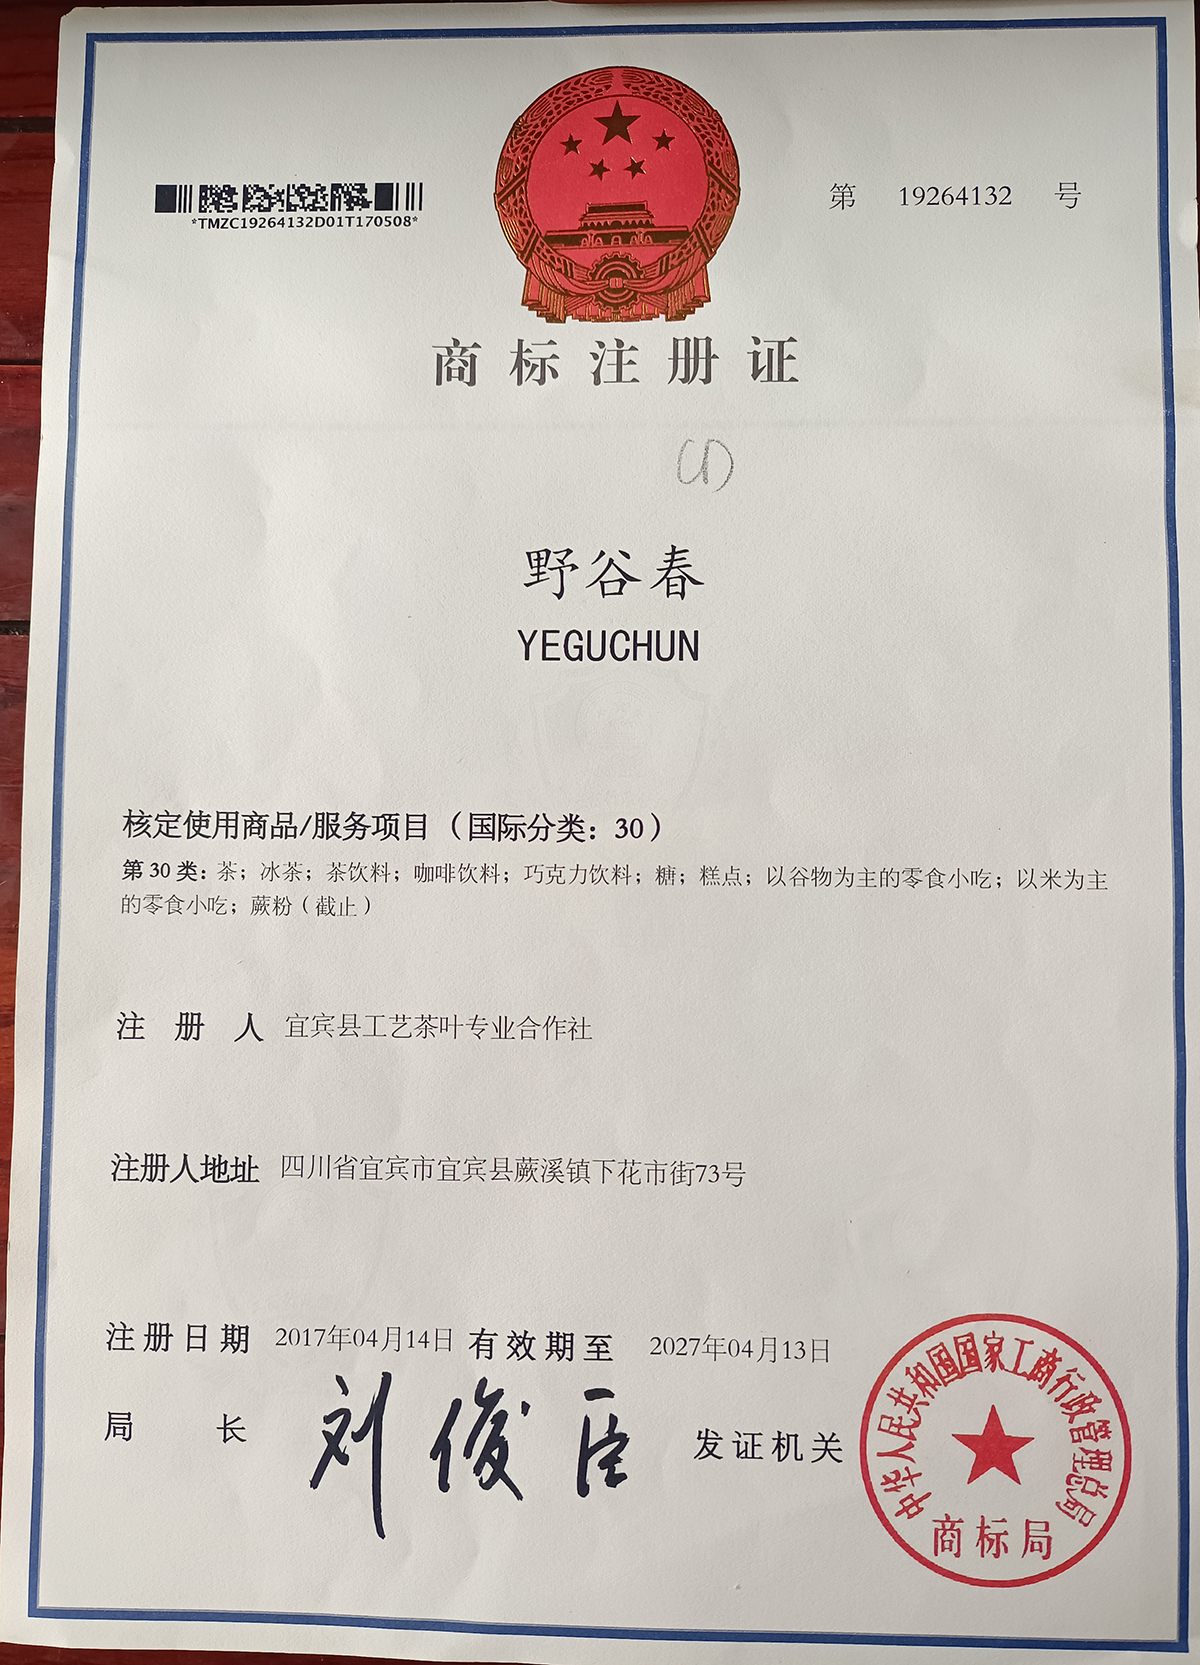 *TMZC19264132D01T170508*
第 19264132 号
商标注册证
(1)
野谷春
YEGUCHUN
核定使用商品/服务项目（国际分类：30）
第 30 类：茶；冰茶；茶饮料；咖啡饮料；巧克力饮料；糖；糕点；以谷物为主的零食小吃；以米为主
的零食小吃；蕨粉（截止）
注册人 宜宾县工艺茶叶专业合作社
注册人地址 四川省宜宾市宜宾县蕨溪镇下花市街73号
注册日期 2017年04月14日 有效期至 2027年04月13日
局长 刘俊臣 发证机关
中华人民共和国国家工商行政管理总局
商标局